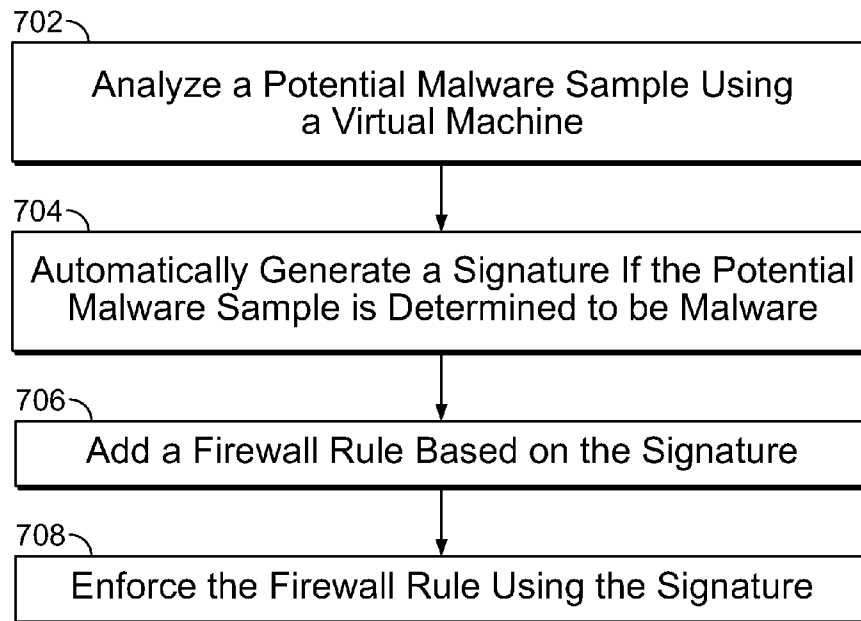 702
Analyze a Potential Malware Sample Using
a Virtual Machine
704
Automatically Generate a Signature If the Potential
Malware Sample is Determined to be Malware
706
Add a Firewall Rule Based on the Signature
708
Enforce the Firewall Rule Using the Signature